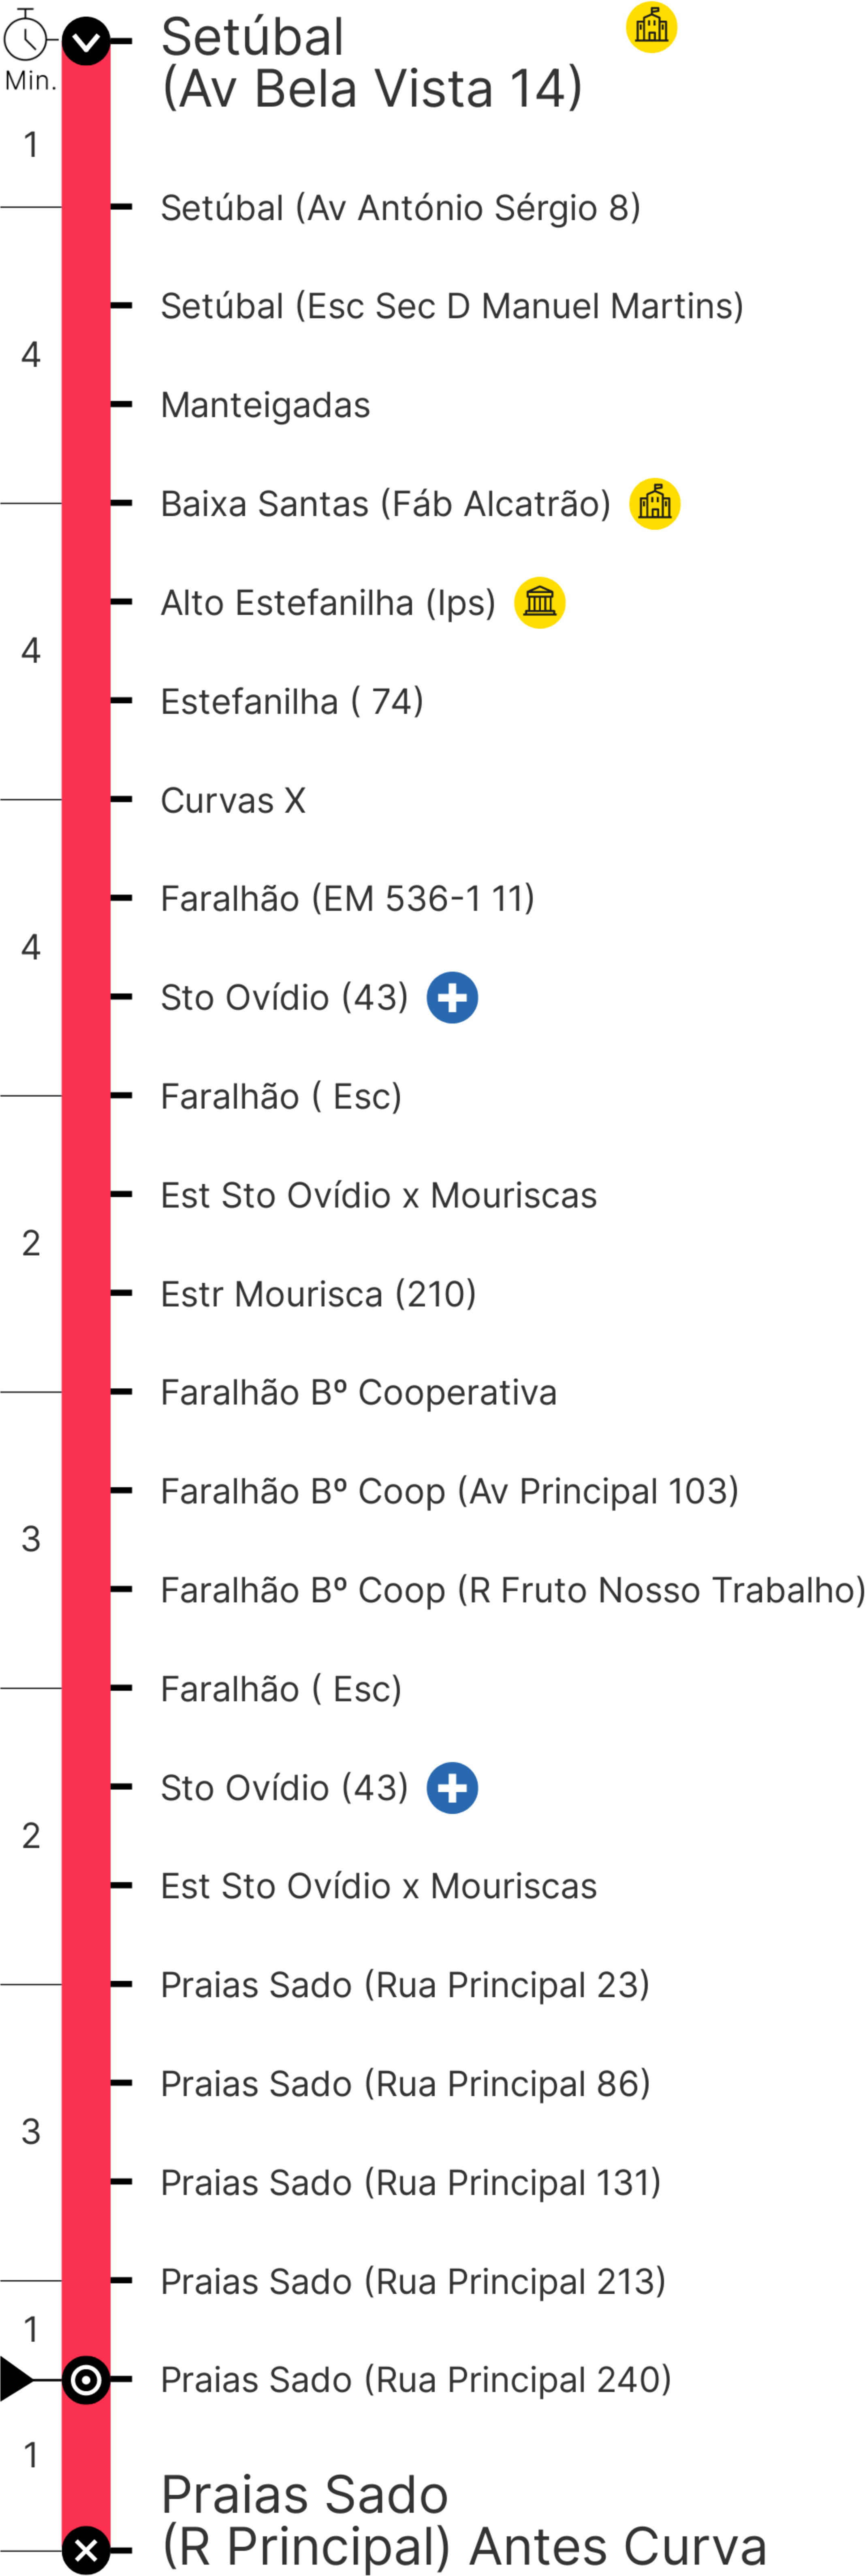 Setúbal
(Av Bela Vista 14)
Min.
1
Setúbal (Av António Sérgio 8)
Setúbal (Esc Sec D Manuel Martins)
4
Manteigadas
Baixa Santas (Fáb Alcatrão)
Alto Estefanilha (Ips)
4
Estefanilha ( 74)
Curvas X
Faralhão (EM 536-1 11)
4
Sto Ovídio (43)
Faralhão ( Esc)
Est Sto Ovídio x Mouriscas
2
Estr Mourisca (210)
Faralhão Bº Cooperativa
Faralhão Bº Coop (Av Principal 103)
3
Faralhão Bº Coop (R Fruto Nosso Trabalho)
Faralhão ( Esc)
Sto Ovídio (43)
2
Est Sto Ovídio x Mouriscas
Praias Sado (Rua Principal 23)
Praias Sado (Rua Principal 86)
3
Praias Sado (Rua Principal 131)
Praias Sado (Rua Principal 213)
1
Praias Sado (Rua Principal 240)
1
Praias Sado
(R Principal) Antes Curva